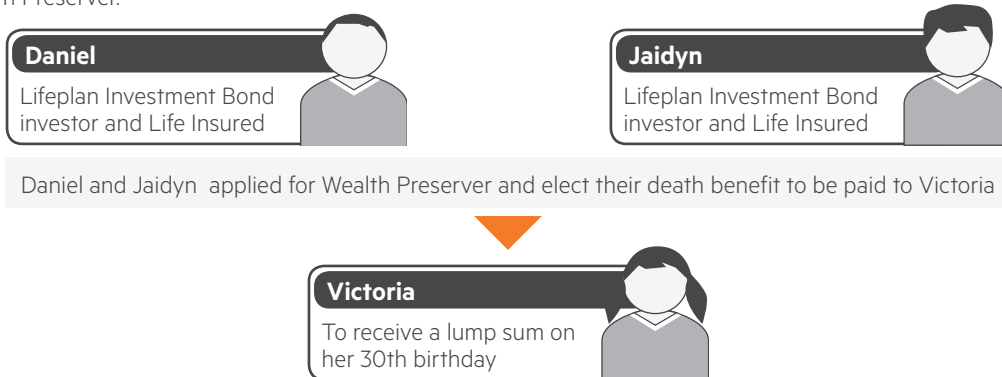 Preserver.
Daniel
Lifeplan Investment Bond
investor and Life Insured
Jaidyn
Lifeplan Investment Bond
investor and Life Insured
Daniel and Jaidyn applied for Wealth Preserver and elect their death benefit to be paid to Victoria
Victoria
To receive a lump sum on
her 30th birthday